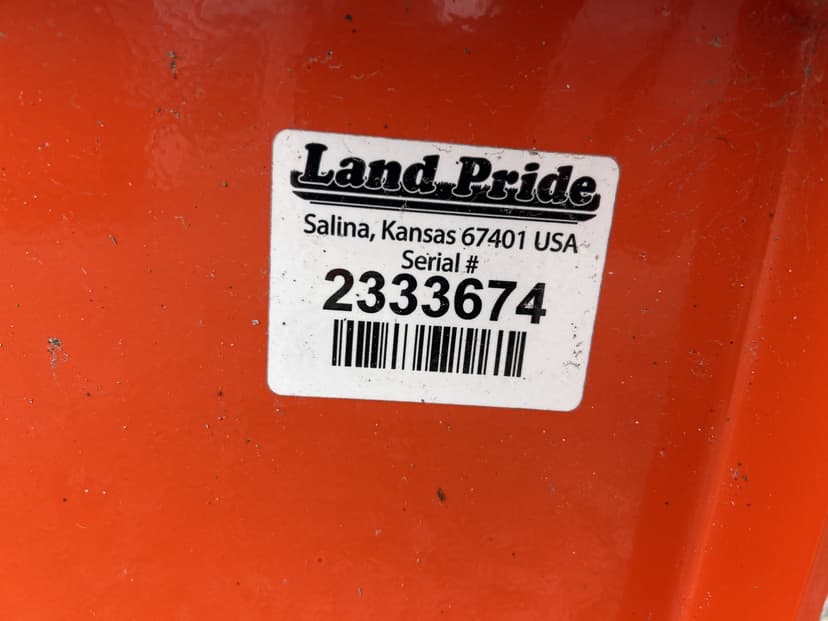 Land Pride
Salina, Kansas 67401 USA
Serial #
2333674